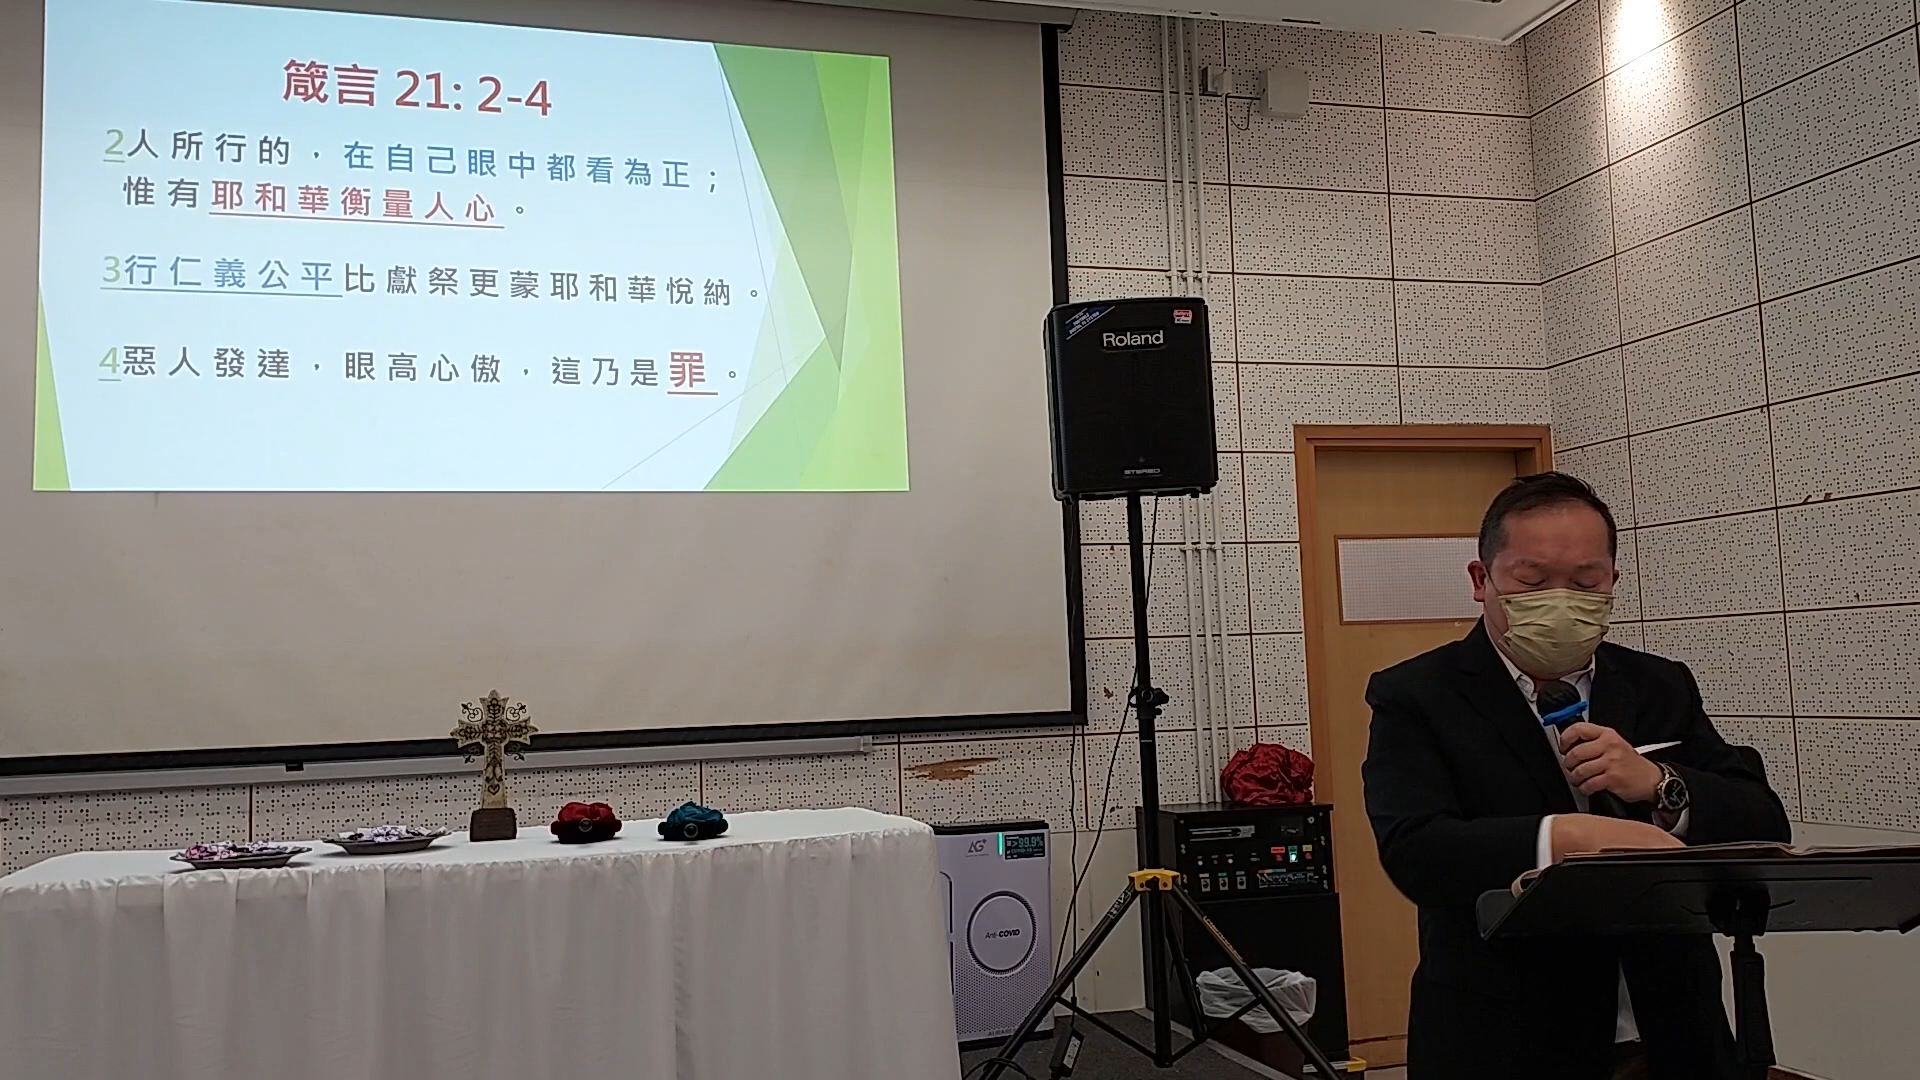 箴言 21: 2-4
2人所行的，在自己眼中都看為正；
惟有耶和華衡量人心。
3行仁義公平比獻祭更蒙耶和華悅納。
4惡人發達，眼高心傲，這乃是罪。
Roland
STEREO
AG+
>99.9%
Anti-COVID